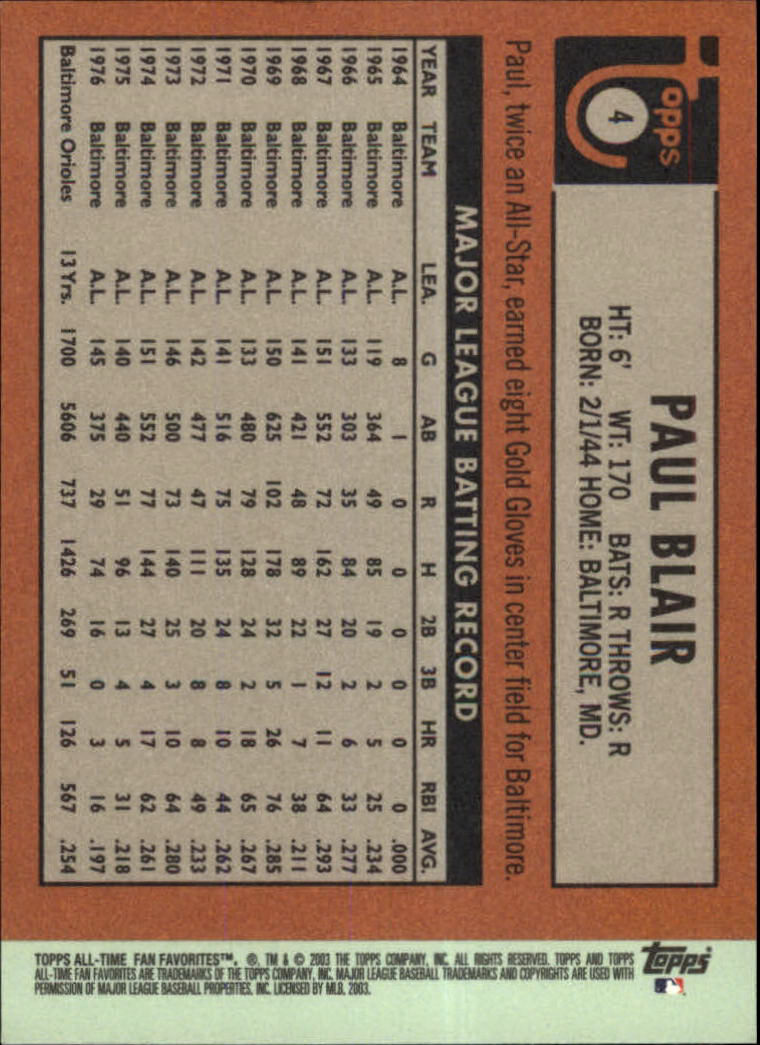 Topps
4
PAUL BLAIR
HT: 6' WT: 170 BATS: R THROWS: R
BORN: 2/1/44 HOME: BALTIMORE, MD.
Paul, twice an All-Star, earned eight Gold Gloves in center field for Baltimore.
MAJOR LEAGUE BATTING RECORD
YEAR TEAM LEA. G AB R H 2B 3B HR RBI AVG.
1964 Baltimore A.L. 8 1 0 0 0 0 0 0 .000
1965 Baltimore A.L. 119 364 49 85 19 2 5 25 .234
1966 Baltimore A.L. 133 303 35 84 20 2 6 33 .277
1967 Baltimore A.L. 151 552 72 162 27 12 11 64 .293
1968 Baltimore A.L. 141 421 48 89 22 1 7 38 .211
1969 Baltimore A.L. 150 625 102 178 32 5 26 76 .285
1970 Baltimore A.L. 133 480 79 128 24 2 18 65 .267
1971 Baltimore A.L. 141 516 75 135 24 8 10 44 .262
1972 Baltimore A.L. 142 477 47 111 20 8 8 49 .233
1973 Baltimore A.L. 146 500 73 140 25 3 10 64 .280
1974 Baltimore A.L. 151 552 77 144 27 4 17 62 .261
1975 Baltimore A.L. 140 440 51 96 13 4 5 31 .218
1976 Baltimore A.L. 145 375 29 74 16 0 3 16 .197
Baltimore Orioles 13 Yrs. 1700 5606 737 1426 269 51 126 567 .254
TOPPS ALL-TIME FAN FAVORITES™. ®, TM & © 2003 THE TOPPS COMPANY, INC. ALL RIGHTS RESERVED. TOPPS AND TOPPS
ALL-TIME FAN FAVORITES ARE TRADEMARKS OF THE TOPPS COMPANY, INC. MAJOR LEAGUE BASEBALL TRADEMARKS AND COPYRIGHTS ARE USED WITH
PERMISSION OF MAJOR LEAGUE BASEBALL PROPERTIES, INC. LICENSED BY MLB, 2003.
Topps